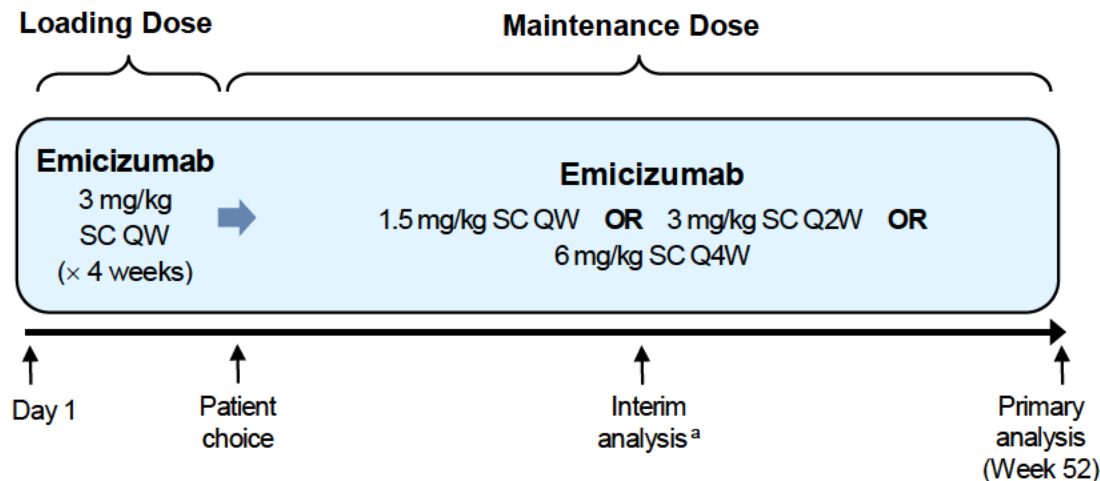 Loading Dose
Maintenance Dose
Emicizumab
3 mg/kg
SC QW
(× 4 weeks)
Emicizumab
1.5 mg/kg SC QW OR 3 mg/kg SC Q2W OR
6 mg/kg SC Q4W
Day 1
Patient
choice
Interim
analysis a
Primary
analysis
(Week 52)